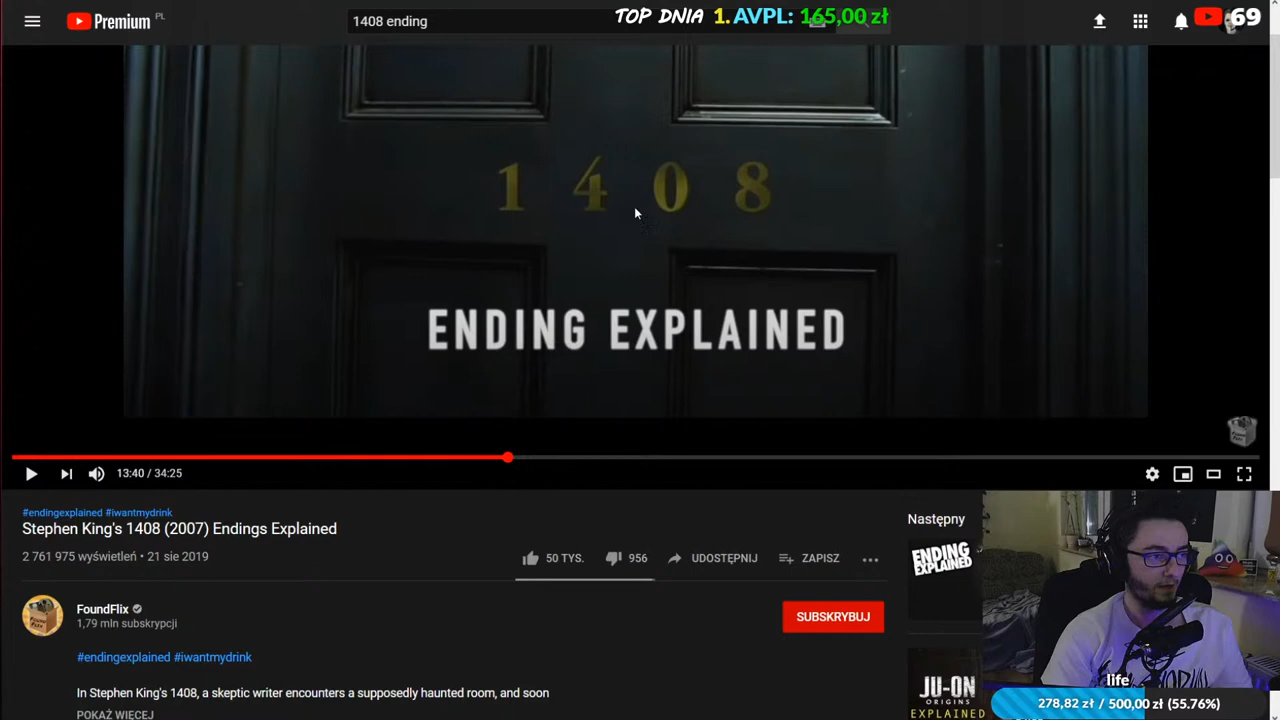 Premium PL
1408 ending
TOP DNIA 1. AVPL: 165,00 zł
69
1408
ENDING EXPLAINED
13:40 / 34:25
#endingexplained #iwantmydrink
Stephen King's 1408 (2007) Endings Explained
2 761 975 wyświetleń • 21 sie 2019
50 TYS.
956
UDOSTĘPNIJ
ZAPISZ
FoundFlix
1,79 mln subskrypcji
SUBSKRYBUJ
#endingexplained #iwantmydrink
In Stephen King's 1408, a skeptic writer encounters a supposedly haunted room, and soon
POKAŻ WIĘCEJ
Następny
ENDING
EXPLAINED
JU-ON
ORIGINS
EXPLAINED
life
278,82 zł / 500,00 zł (55.76%)